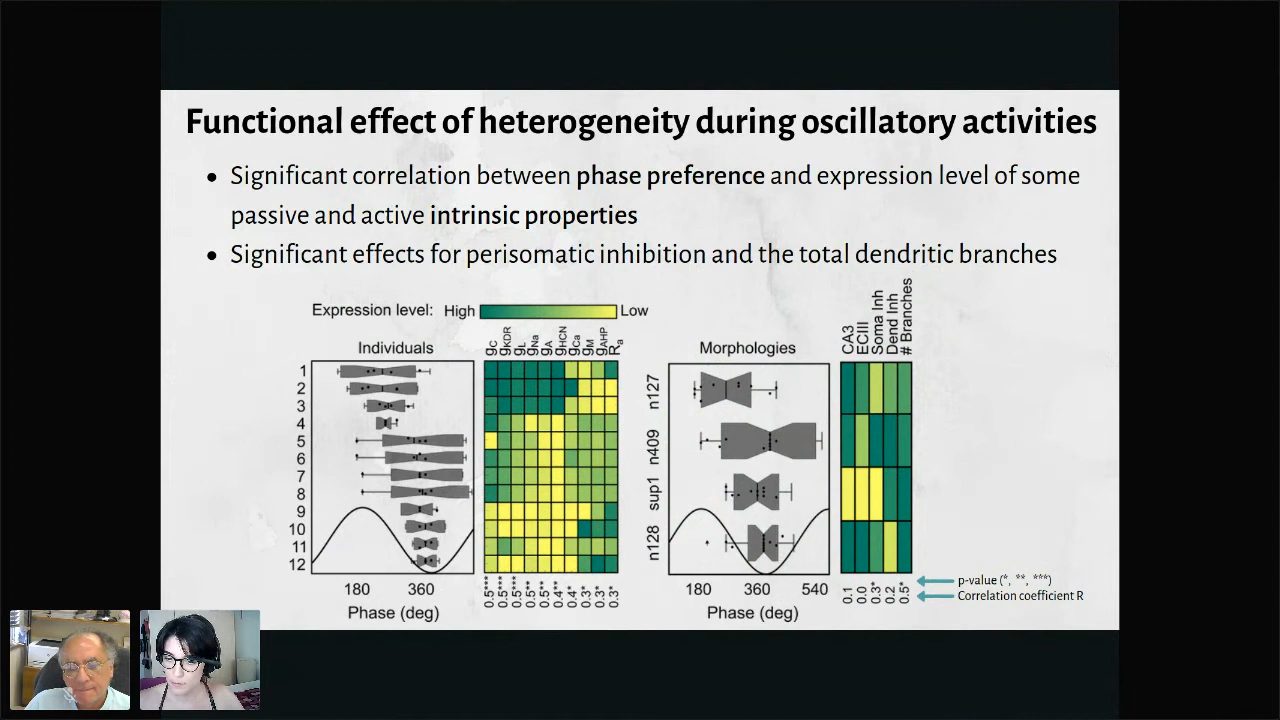 Functional effect of heterogeneity during oscillatory activities
• Significant correlation between phase preference and expression level of some
passive and active intrinsic properties
• Significant effects for perisomatic inhibition and the total dendritic branches
Expression level: High Low
Individuals
gC gKDR gL gNa gA gHCN gCa gM gAHP Ra
1
2
3
4
5
6
7
8
9
10
11
12
180 360
Phase (deg)
0.5*** 0.5*** 0.5*** 0.5** 0.5** 0.4** 0.4* 0.3* 0.3* 0.3*
Morphologies
CA3 ECIII Soma Inh Dend Inh # Branches
n127
n409
sup1
n128
180 360 540
Phase (deg)
0.1 0.0 0.3* 0.2 0.5*
p-value (*, **, ***)
Correlation coefficient R